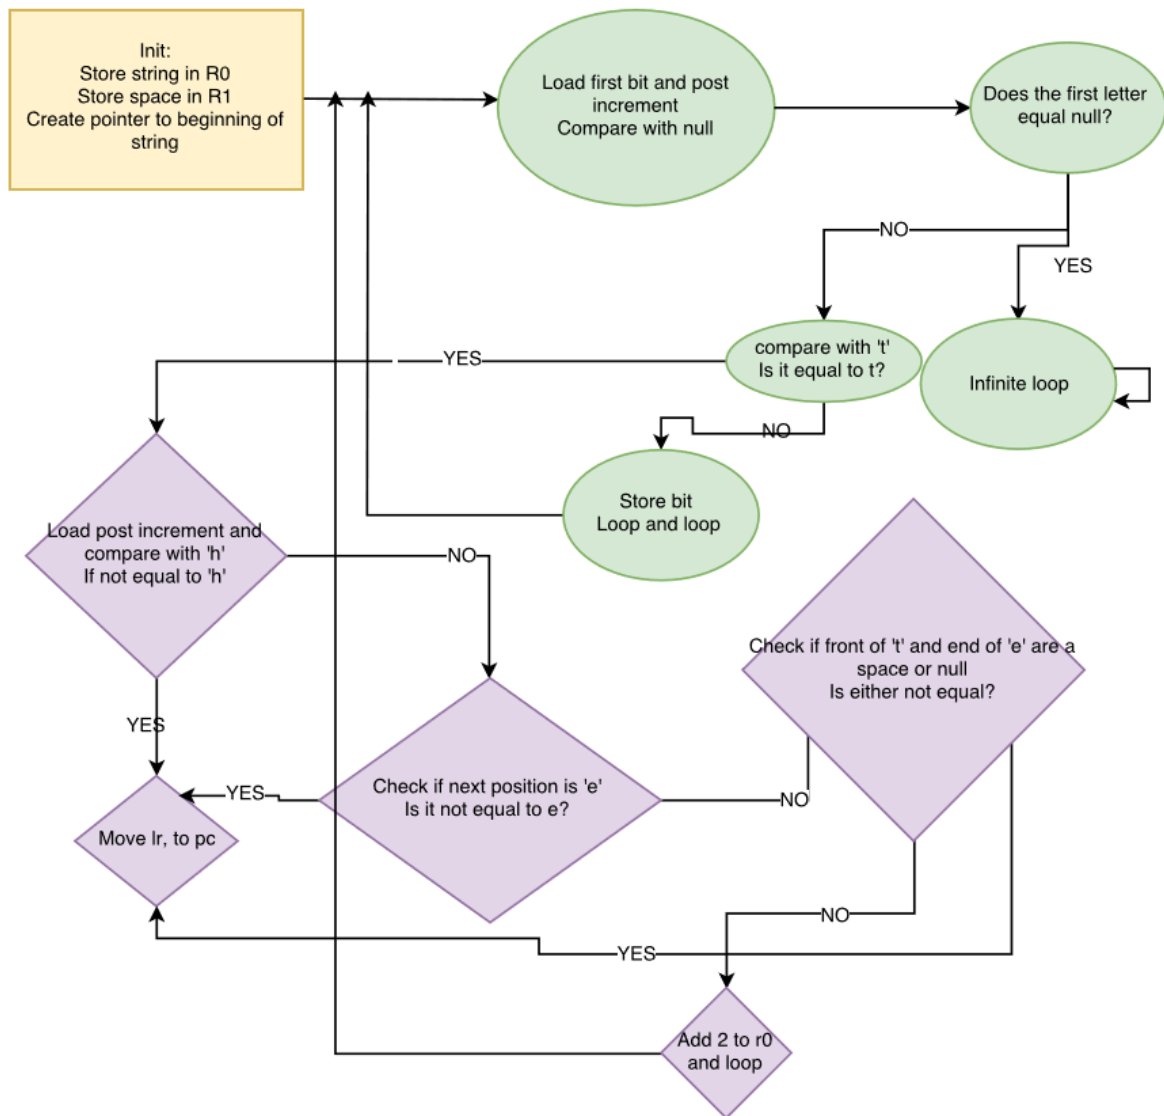 Init:
Store string in R0
Store space in R1
Create pointer to beginning of
string
Load first bit and post
increment
Compare with null
Does the first letter
equal null?
NO
YES
compare with 't'
Is it equal to t?
Infinite loop
YES
NO
Store bit
Loop and loop
Load post increment and
compare with 'h'
If not equal to 'h'
NO
YES
Check if front of 't' and end of 'e' are a
space or null
Is either not equal?
Check if next position is 'e'
Is it not equal to e?
YES
NO
Move lr, to pc
NO
YES
Add 2 to r0
and loop